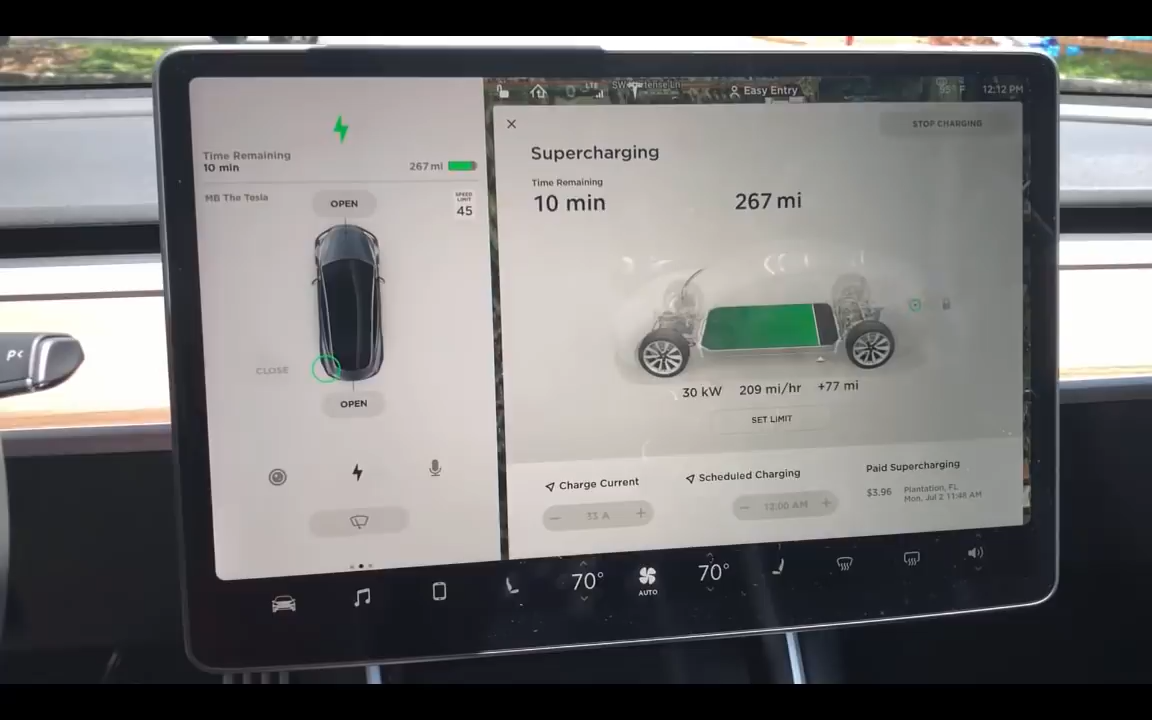 LTE
Easy Entry
12:12 PM
Time Remaining
10 min
267 mi
MB The Tesla
OPEN
SPEED
LIMIT
45
CLOSE
OPEN
STOP CHARGING
Supercharging
Time Remaining
10 min
267 mi
30 kW
209 mi/hr
+77 mi
SET LIMIT
Charge Current
− 33 A +
Scheduled Charging
− 12:00 AM +
Paid Supercharging
$3.96
Plantation, FL
Mon, Jul 2 11:48 AM
70°
AUTO
70°
P<